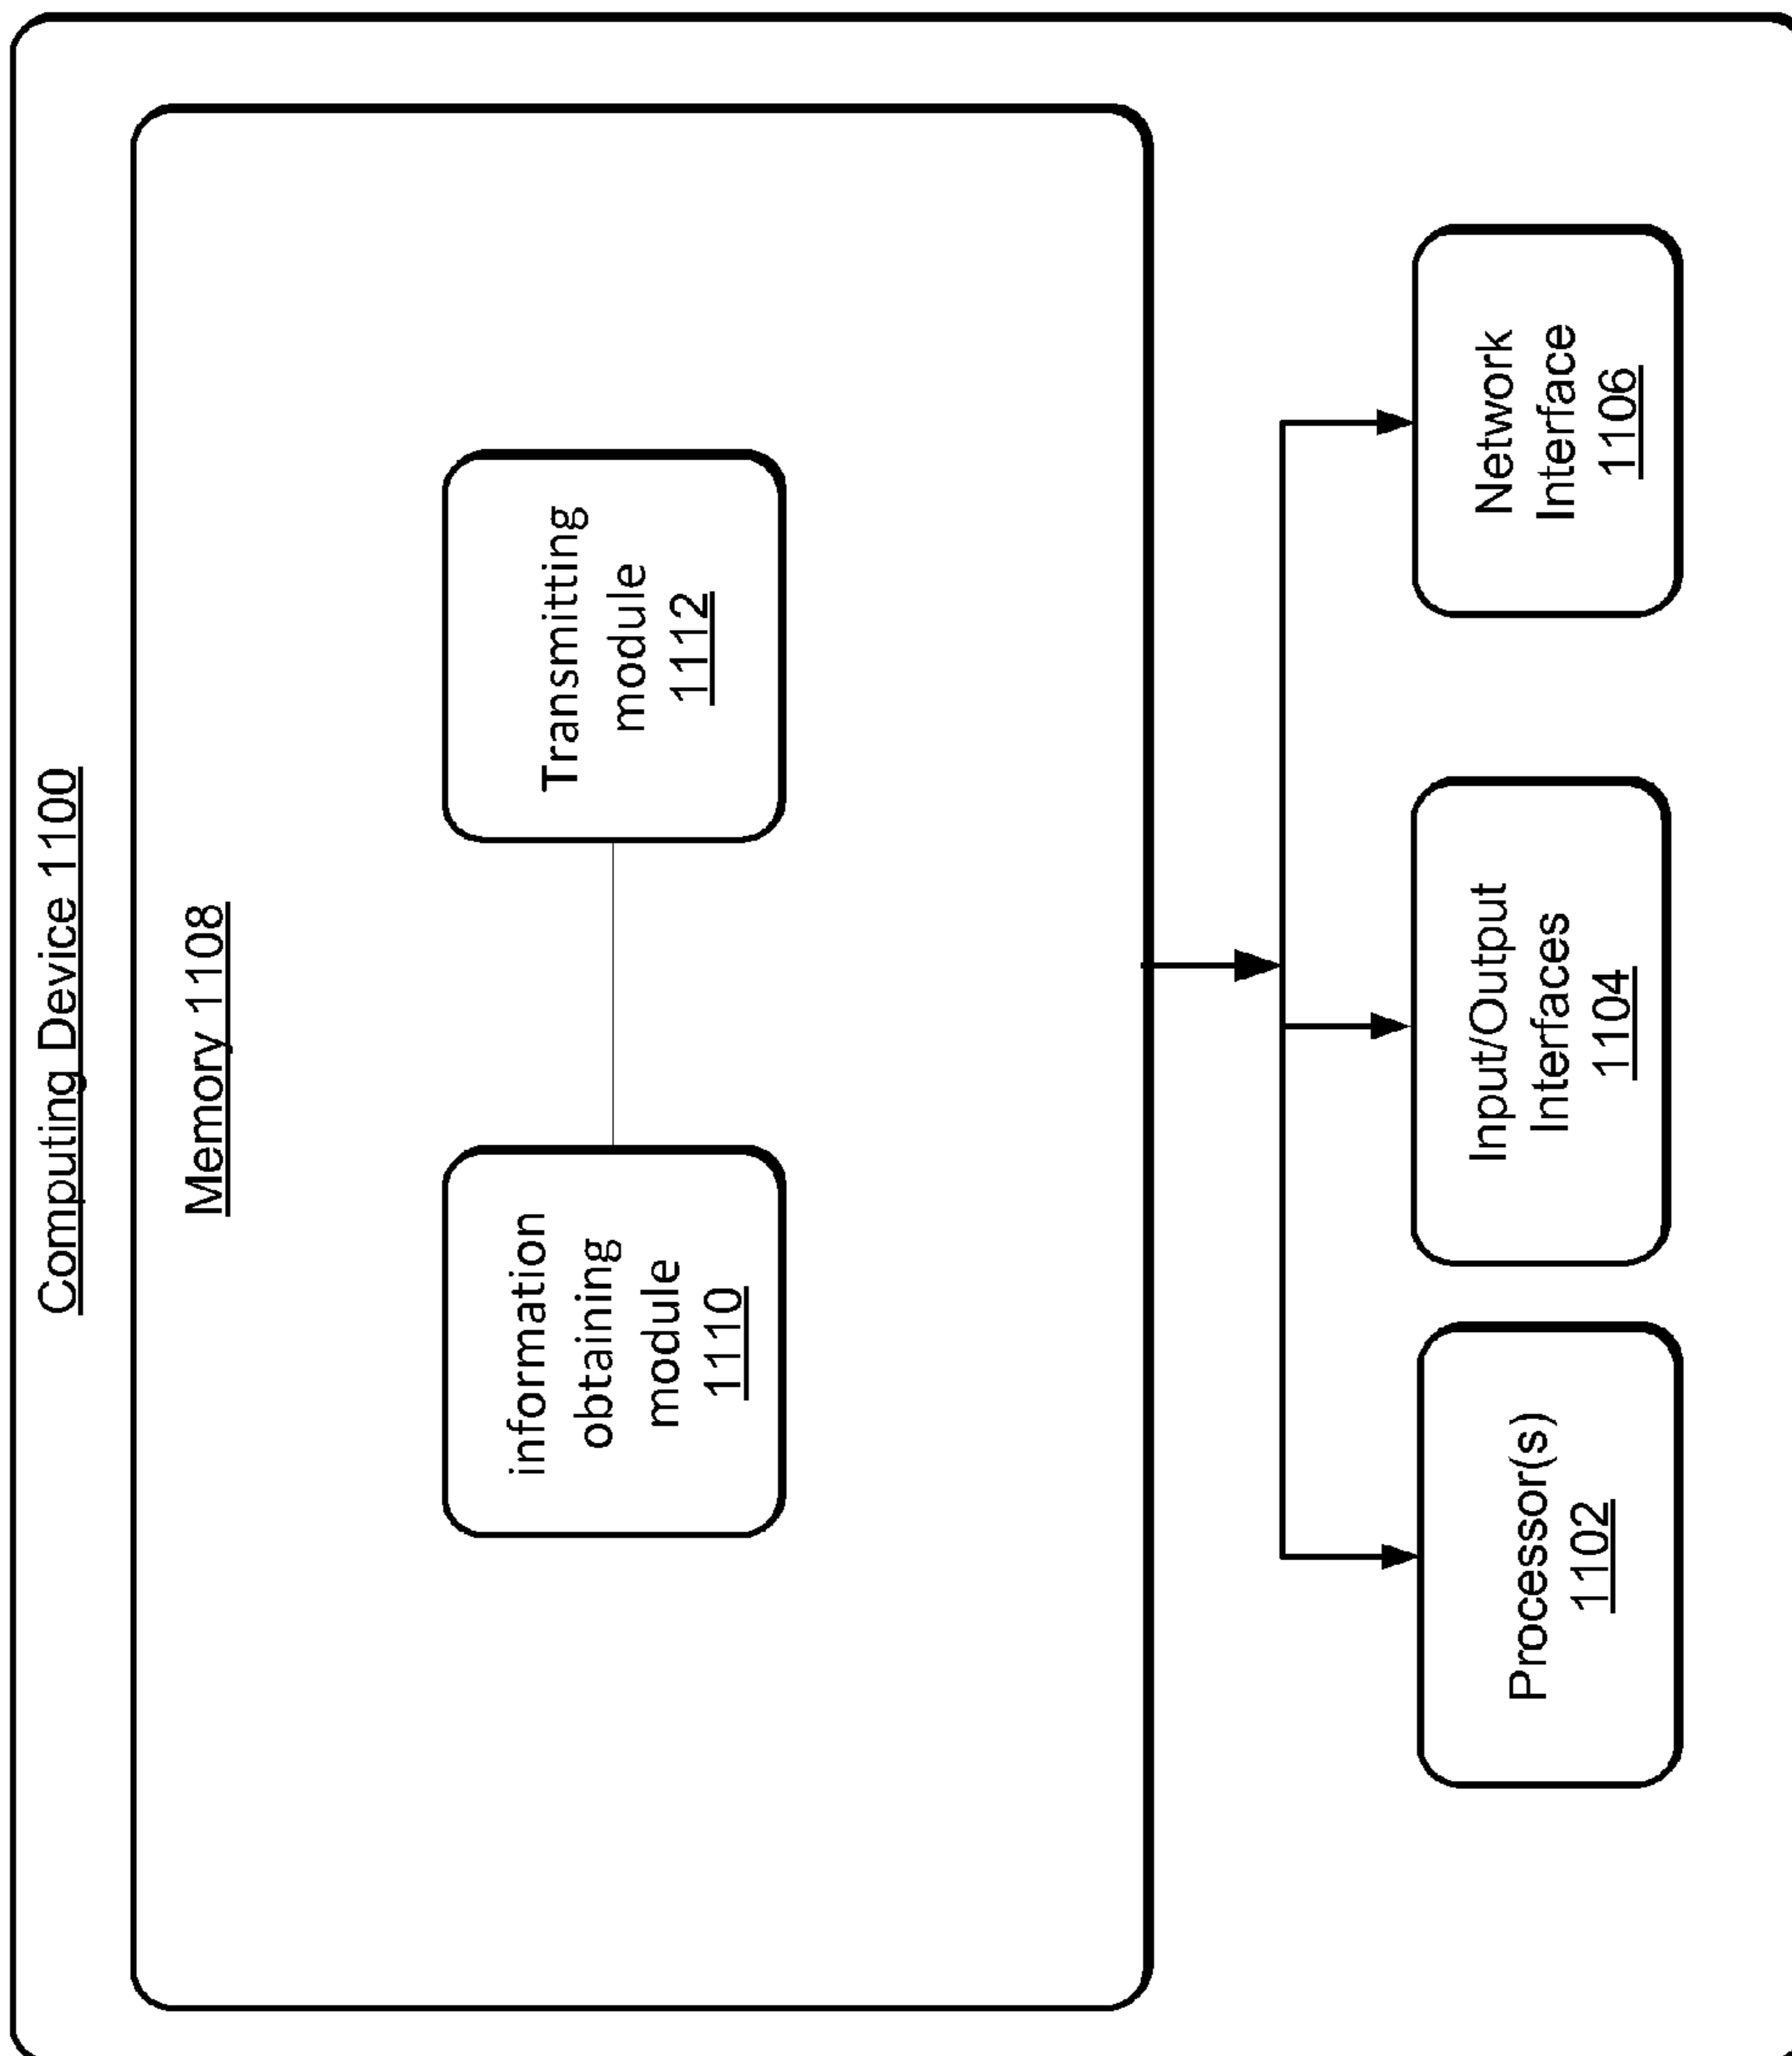 Computing Device 1100
Memory 1108
information
obtaining
module
1110
Transmitting
module
1112
Processor(s)
1102
Input/Output
Interfaces
1104
Network
Interface
1106